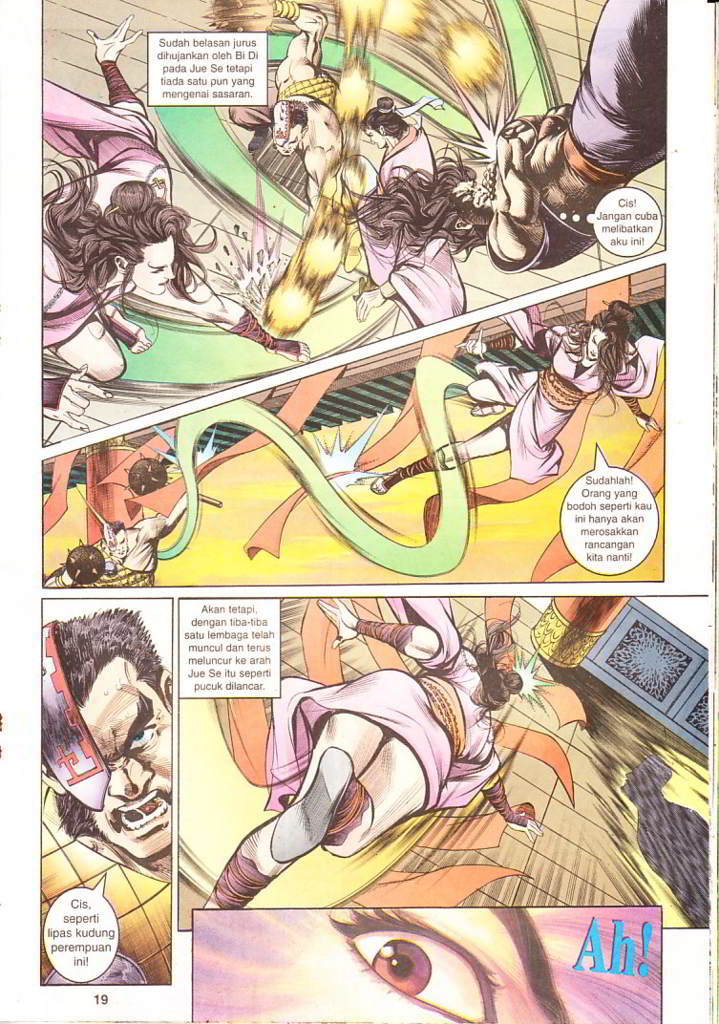 Sudah belasan jurus
dihujankan oleh Bi Di
pada Jue Se tetapi
tiada satu pun yang
mengenai sasaran.
Cis!
Jangan cuba
melibatkan
aku ini!
Sudahlah!
Orang yang
bodoh seperti kau
ini hanya akan
merosakkan
rancangan
kita nanti!
Akan tetapi,
dengan tiba-tiba
satu lembaga telah
muncul dan terus
meluncur ke arah
Jue Se itu seperti
pucuk dilancar.
Cis,
seperti
lipas kudung
perempuan
ini!
Ah!
19